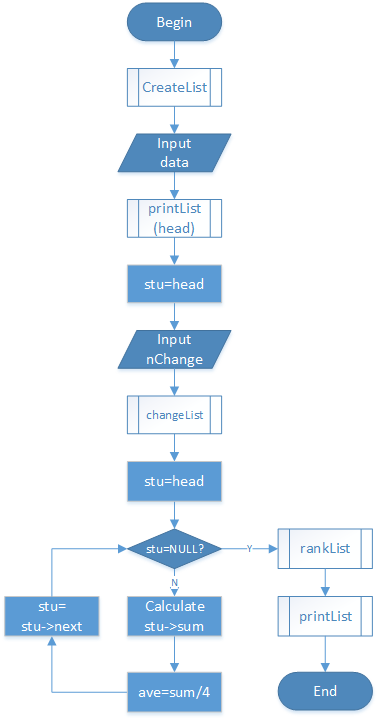 Begin
CreateList
Input
data
printList
(head)
stu=head
Input
nChange
changeList
stu=head
stu=NULL?
Y
rankList
N
stu=
stu->next
Calculate
stu->sum
printList
ave=sum/4
End